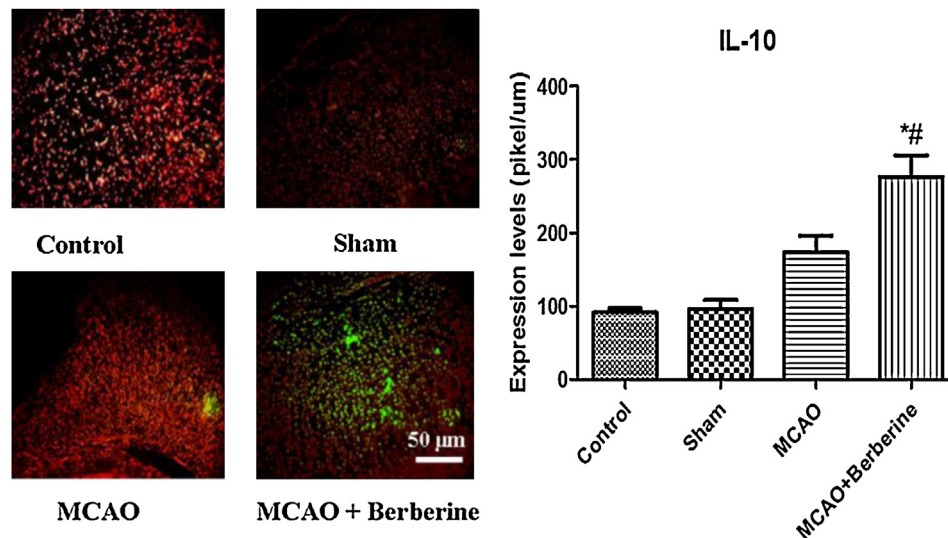 Control
Sham
MCAO
50 µm
MCAO + Berberine
IL-10
Expression levels (pikel/um)
400
300
200
100
0
*#
Control
Sham
MCAO
MCAO+Berberine